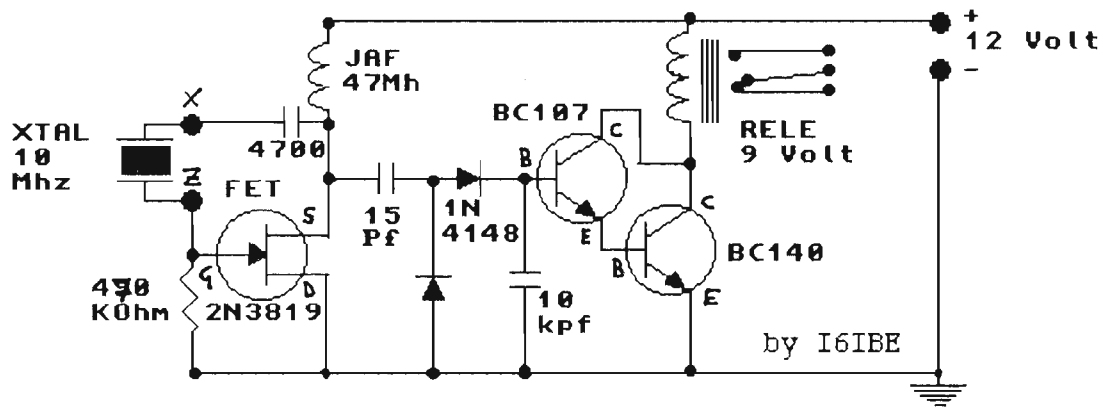 +
12 Volt
-
JAF
47Mh
X
BC107
C
XTAL
10
Mhz
4700
RELE
9 Volt
B
Z
FET
S
15
Pf
1N
4148
E
C
B
BC140
G
D
KOhm
2N3819
10
kpf
E
by I6IBE